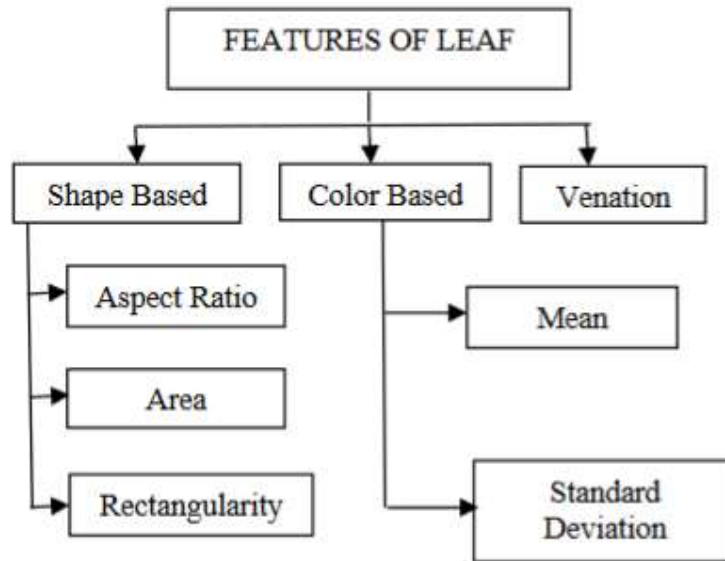 FEATURES OF LEAF
Shape Based
Color Based
Venation
Aspect Ratio
Area
Rectangularity
Mean
Standard
Deviation